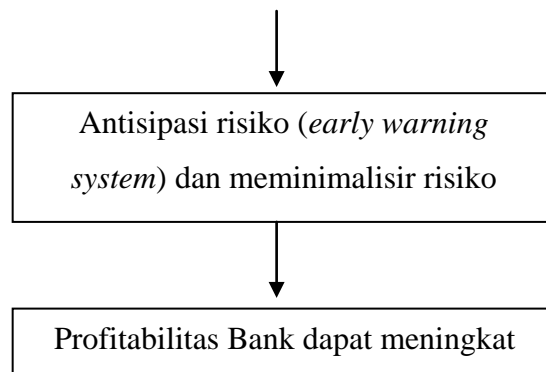 Antisipasi risiko (early warning
system) dan meminimalisir risiko
Profitabilitas Bank dapat meningkat